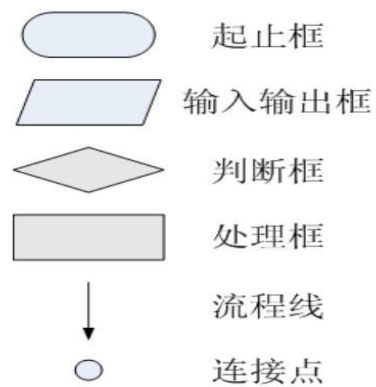 起止框
输入输出框
判断框
处理框
流程线
连接点